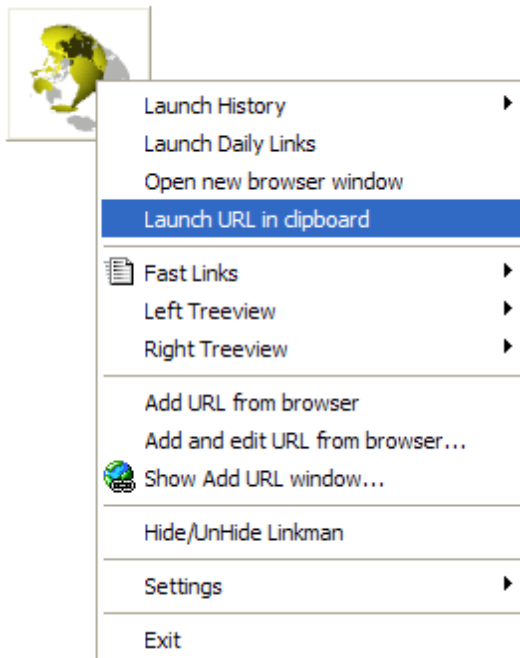 Launch History
Launch Daily Links
Open new browser window
Launch URL in clipboard
Fast Links
Left Treeview
Right Treeview
Add URL from browser
Add and edit URL from browser...
Show Add URL window...
Hide/UnHide Linkman
Settings
Exit